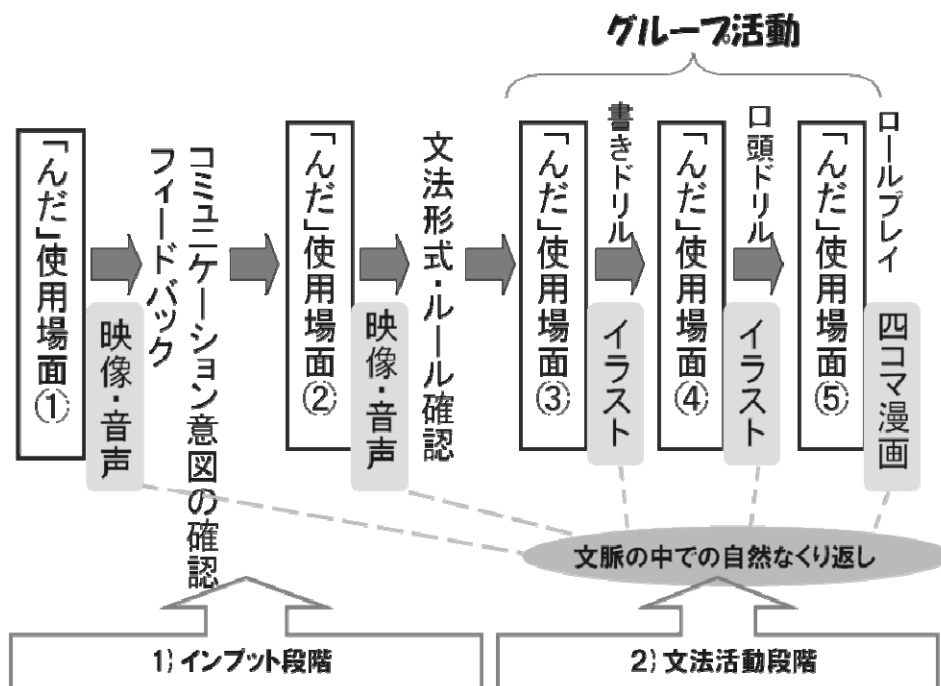 グループ活動
「んだ」使用場面①
映像・音声
コミュニケーション意図の確認
フィードバック
「んだ」使用場面②
映像・音声
文法形式・ルール確認
「んだ」使用場面③
書きドリル
イラスト
「んだ」使用場面④
口頭ドリル
イラスト
「んだ」使用場面⑤
ロールプレイ
四コマ漫画
文脈の中での自然なくり返し
1)インプット段階
2)文法活動段階